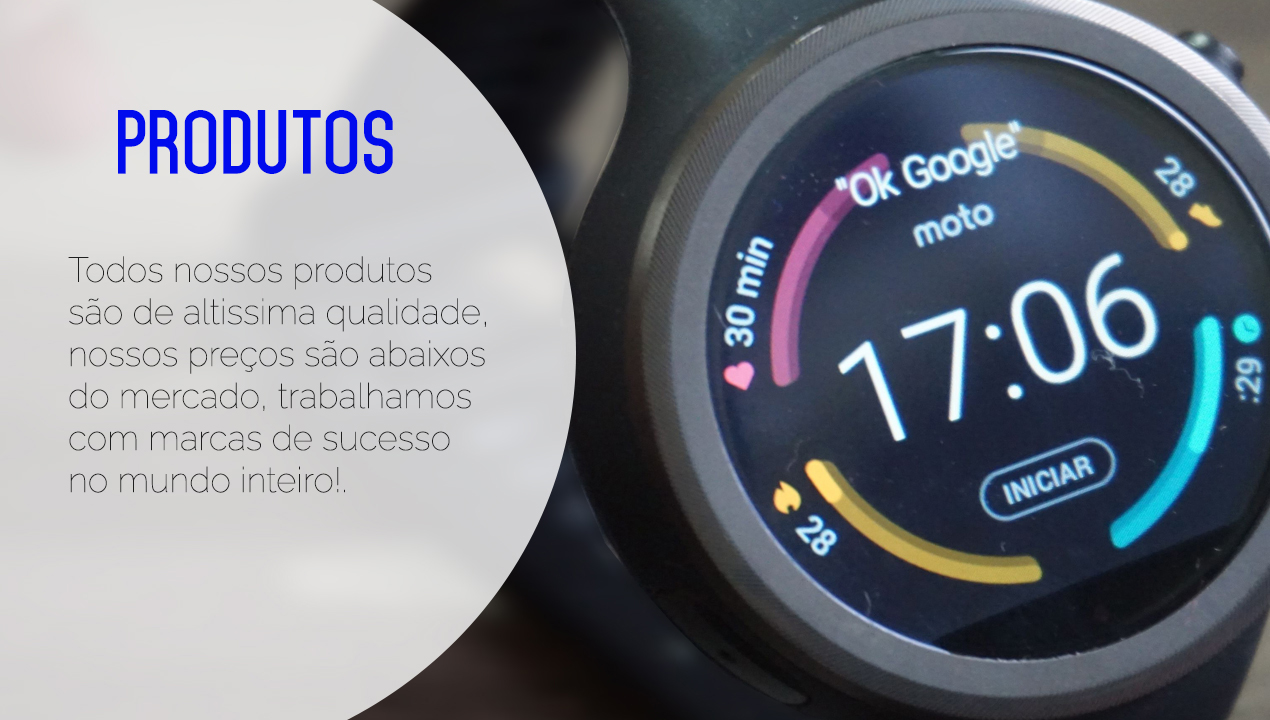 PRODUTOS
Todos nossos produtos
são de altissima qualidade,
nossos preços são abaixos
do mercado, trabalhamos
com marcas de sucesso
no mundo inteiro!.
"Ok Google"
moto
28
30 min
17:06
:29
INICIAR
28